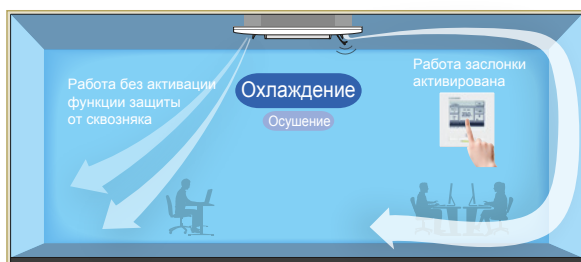 Работа без активации
функции защиты
от сквозняка
Охлаждение
Осушение
Работа заслонки
активирована